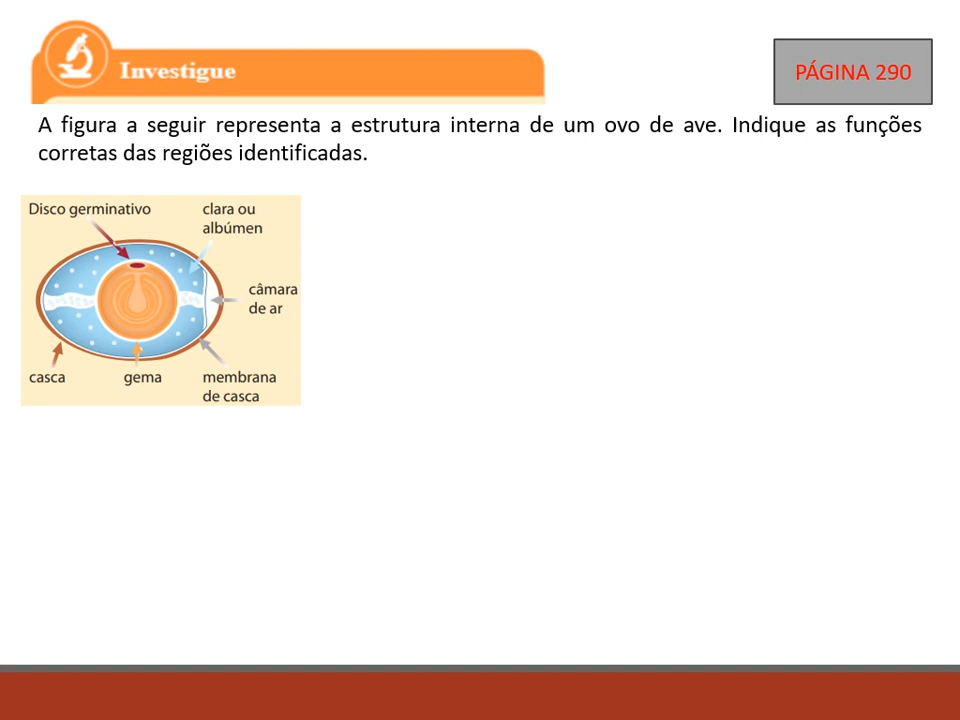 Investigue
PÁGINA 290
A figura a seguir representa a estrutura interna de um ovo de ave. Indique as funções
corretas das regiões identificadas.
Disco germinativo
clara ou
albúmen
câmara
de ar
casca
gema
membrana
de casca